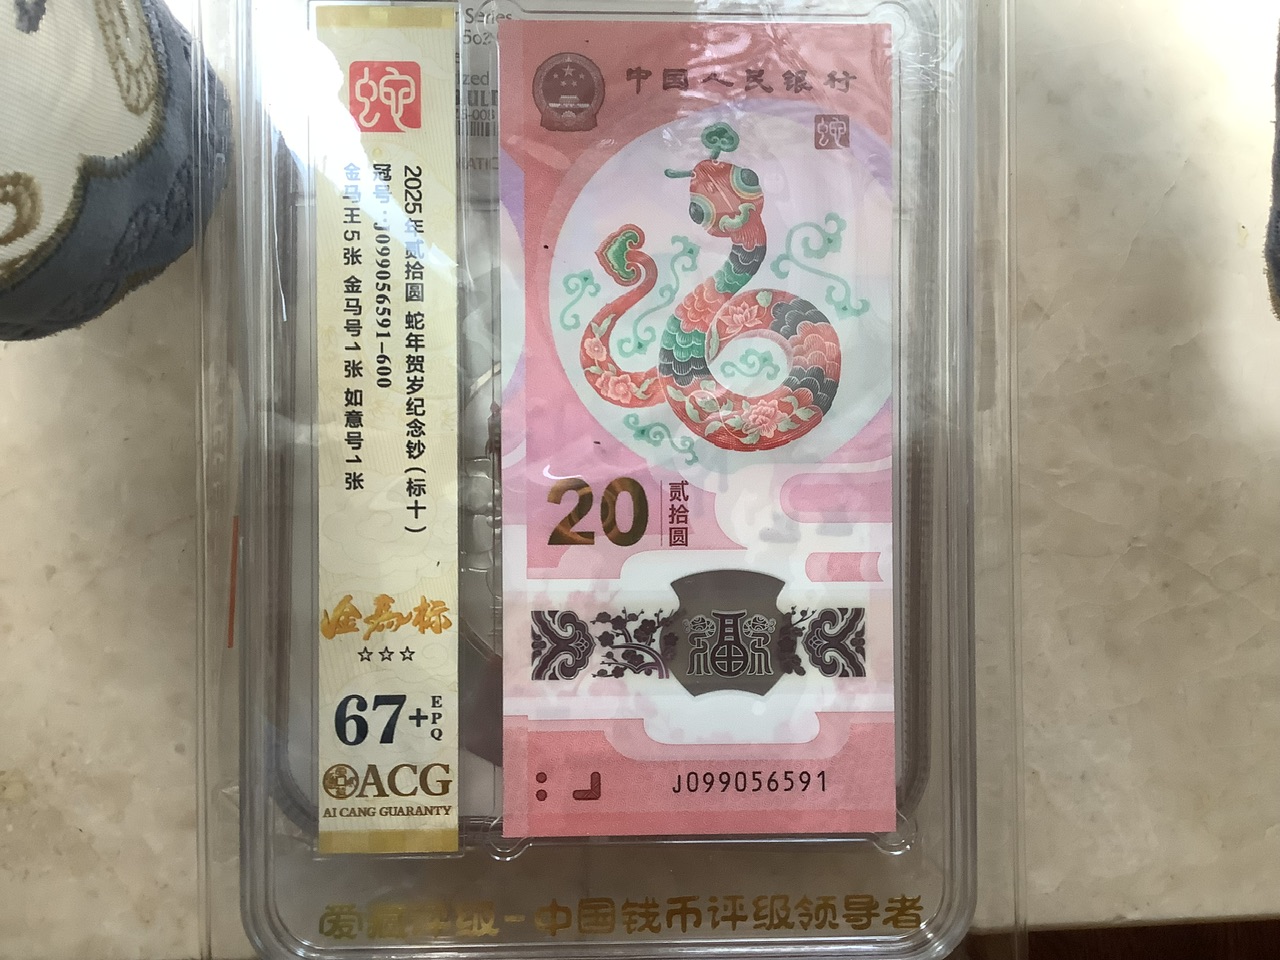 Series
蛇
2025年贰拾圆 蛇年贺岁纪念钞(标十)
冠号:J099056591-600
金马王5张 金马号1张 如意号1张
金马标
☆☆☆
67+EPQ
ACG
AI CANG GUARANTY
中国人民银行
蛇
20
贰拾圆
福
J099056591
爱藏评级-中国钱币评级领导者